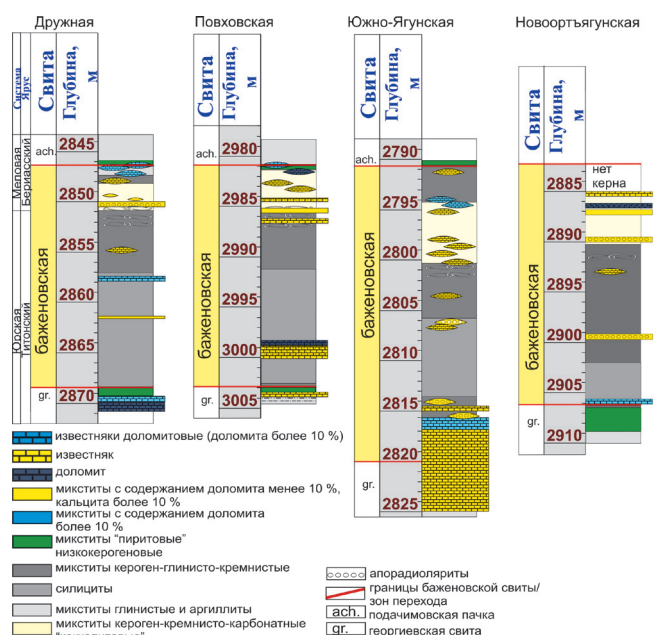 Дружная
Повховская
Южно-Ягунская
Новоортъягунская
Система
Ярус
Свита
Глубина, м
Меловая
Берриасский
Юрская
Титонский
ach.
баженовская
gr.
2845
2850
2855
2860
2865
2870
Свита
Глубина, м
ach.
баженовская
gr.
2980
2985
2990
2995
3000
3005
Свита
Глубина, м
ach.
баженовская
gr.
2790
2795
2800
2805
2810
2815
2820
2825
Свита
Глубина, м
баженовская
gr.
нет
керна
2885
2890
2895
2900
2905
2910
известняки доломитовые (доломита более 10 %)
известняк
доломит
микститы с содержанием доломита менее 10 %,
кальцита более 10 %
микститы с содержанием доломита
более 10 %
микститы "пиритовые"
низкокерогеновые
микститы кероген-глинисто-кремнистые
силициты
микститы глинистые и аргиллиты
микститы кероген-кремнисто-карбонатные
апорадиоляриты
границы баженовской свиты/
зон перехода
ach. подачимовская пачка
gr. георгиевская свита